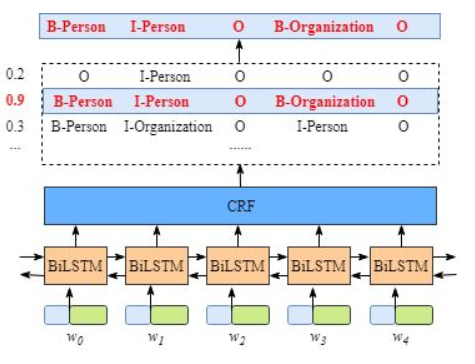 B-Person I-Person O B-Organization O
0.2 O I-Person O O O
0.9 B-Person I-Person O B-Organization O
0.3 B-Person I-Organization O I-Person O
... ......
CRF
BiLSTM BiLSTM BiLSTM BiLSTM BiLSTM
w0 w1 w2 w3 w4